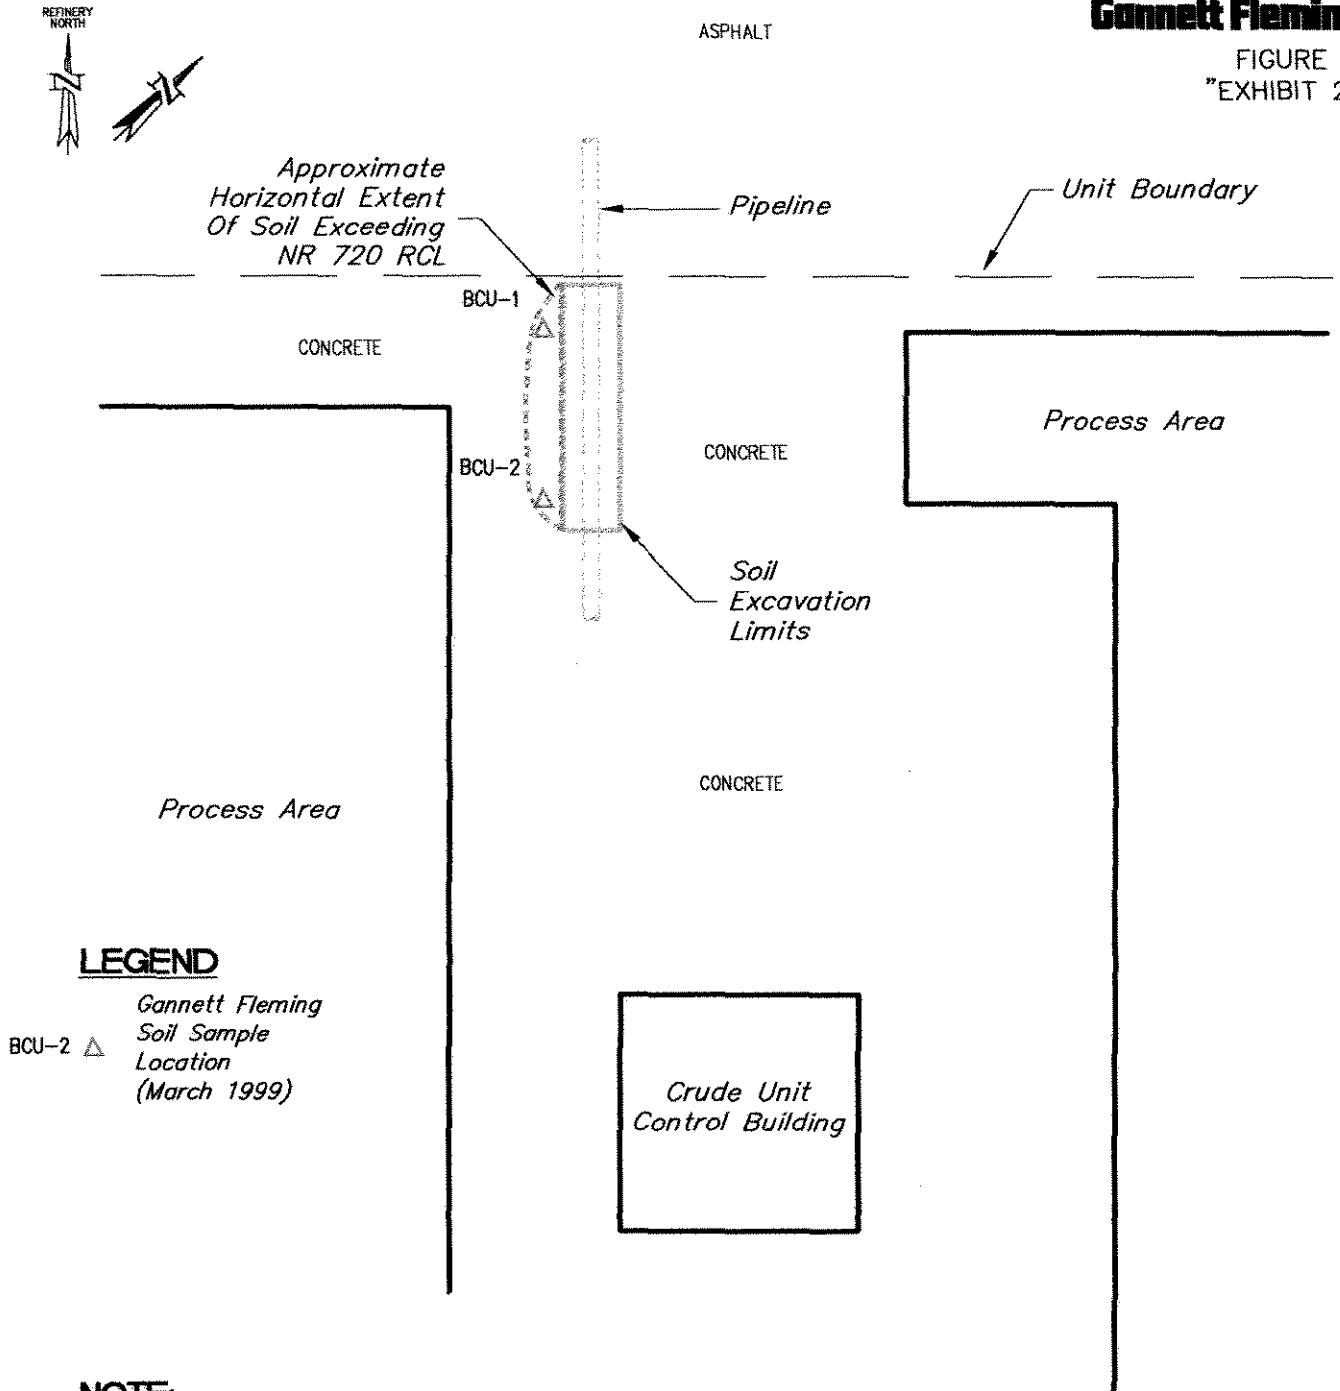 REFINERY
NORTH
ASPHALT
Gannett Flemin
FIGURE
"EXHIBIT 2
Approximate
Horizontal Extent
Of Soil Exceeding
NR 720 RCL
Pipeline
Unit Boundary
BCU-1
CONCRETE
Process Area
BCU-2
CONCRETE
Soil
Excavation
Limits
CONCRETE
Process Area
LEGEND
Gannett Fleming
BCU-2 Soil Sample
Location
(March 1999)
Crude Unit
Control Building
NOTE: